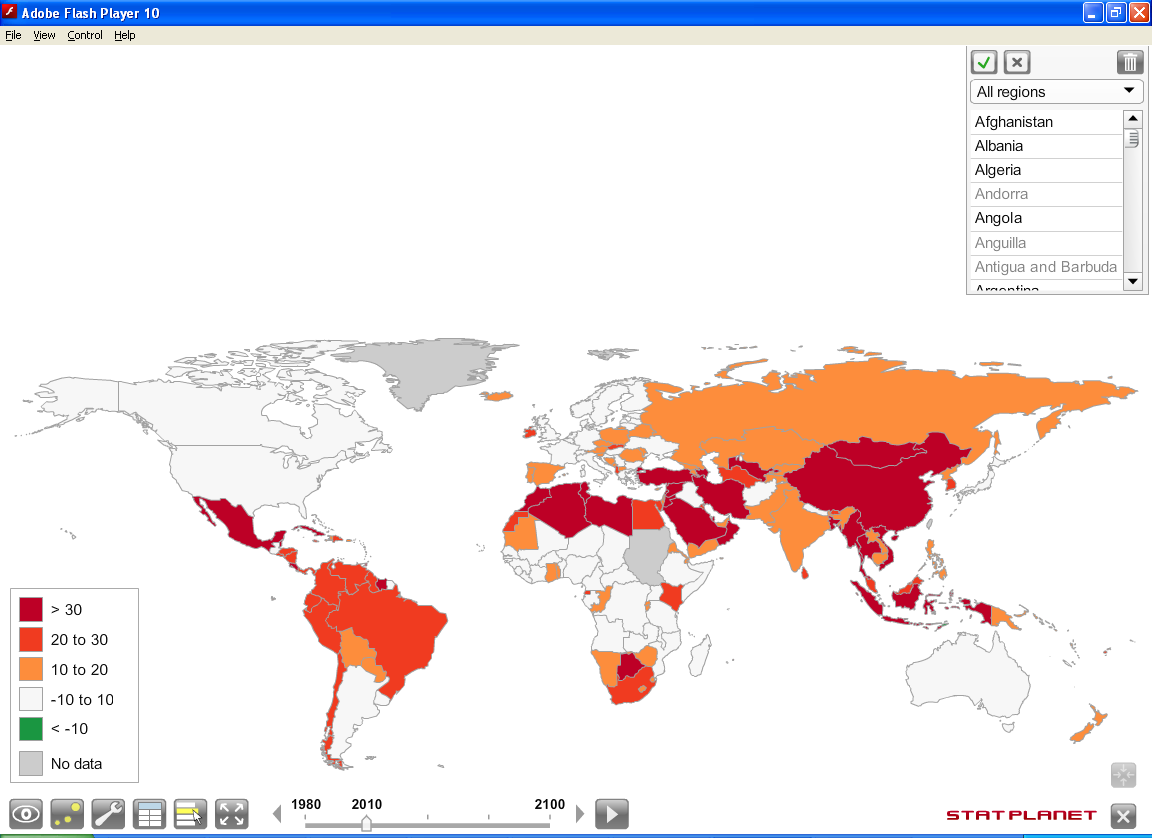 Adobe Flash Player 10
File View Control Help
All regions
Afghanistan
Albania
Algeria
Andorra
Angola
Anguilla
Antigua and Barbuda
Argentina
> 30
20 to 30
10 to 20
-10 to 10
< -10
No data
1980 2010 2100
STATPLANET